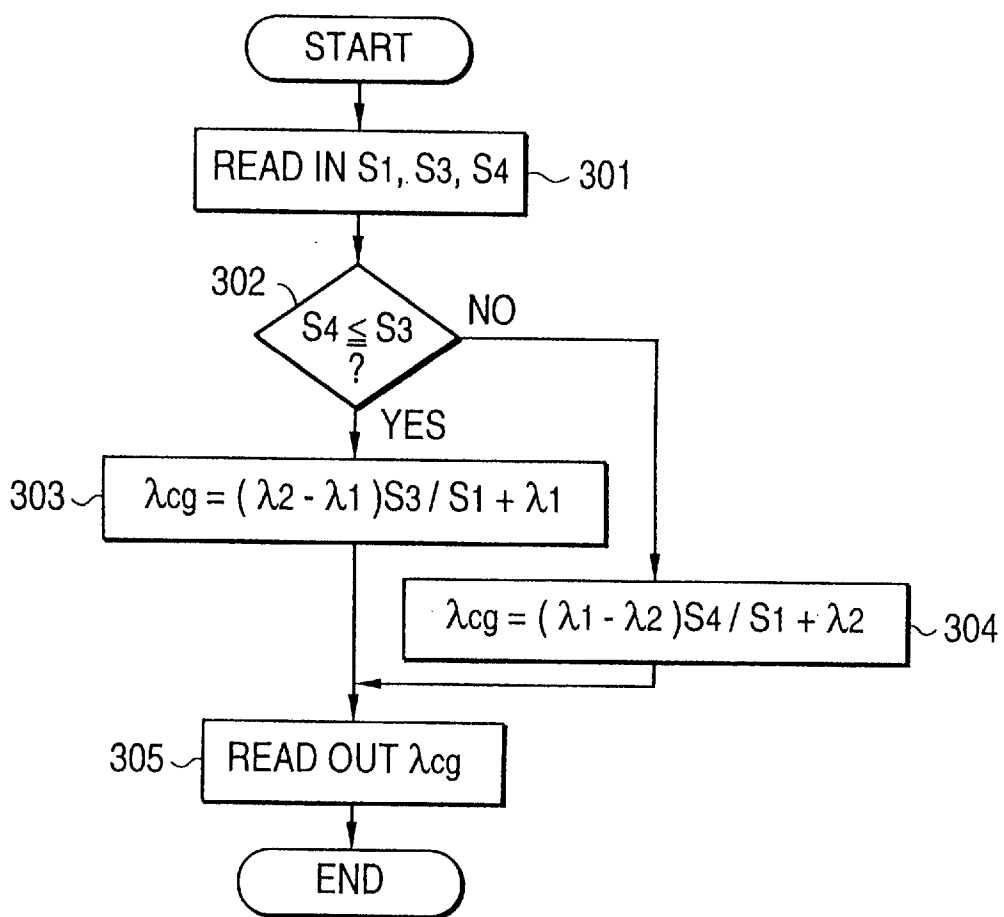 START
READ IN S1, S3, S4
301
302
S4 ≦ S3
?
NO
YES
303
λcg = ( λ2 - λ1 )S3 / S1 + λ1
λcg = ( λ1 - λ2 )S4 / S1 + λ2
304
305
READ OUT λcg
END